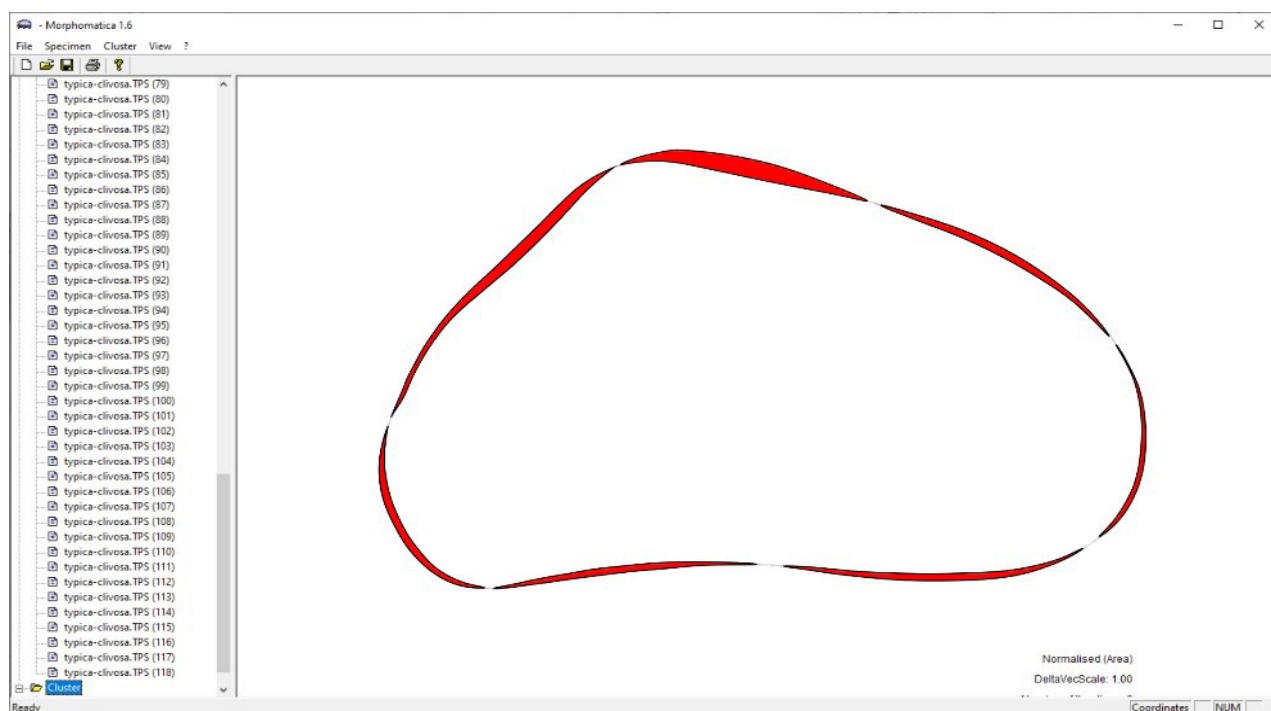 - Morphomatica 1.6
File Specimen Cluster View ?
typica-clivosa.TPS (79)
typica-clivosa.TPS (80)
typica-clivosa.TPS (81)
typica-clivosa.TPS (82)
typica-clivosa.TPS (83)
typica-clivosa.TPS (84)
typica-clivosa.TPS (85)
typica-clivosa.TPS (86)
typica-clivosa.TPS (87)
typica-clivosa.TPS (88)
typica-clivosa.TPS (89)
typica-clivosa.TPS (90)
typica-clivosa.TPS (91)
typica-clivosa.TPS (92)
typica-clivosa.TPS (93)
typica-clivosa.TPS (94)
typica-clivosa.TPS (95)
typica-clivosa.TPS (96)
typica-clivosa.TPS (97)
typica-clivosa.TPS (98)
typica-clivosa.TPS (99)
typica-clivosa.TPS (100)
typica-clivosa.TPS (101)
typica-clivosa.TPS (102)
typica-clivosa.TPS (103)
typica-clivosa.TPS (104)
typica-clivosa.TPS (105)
typica-clivosa.TPS (106)
typica-clivosa.TPS (107)
typica-clivosa.TPS (108)
typica-clivosa.TPS (109)
typica-clivosa.TPS (110)
typica-clivosa.TPS (111)
typica-clivosa.TPS (112)
typica-clivosa.TPS (113)
typica-clivosa.TPS (114)
typica-clivosa.TPS (115)
typica-clivosa.TPS (116)
typica-clivosa.TPS (117)
typica-clivosa.TPS (118)
Cluster
Normalised (Area)
DeltaVecScale: 1.00
Ready
Coordinates NUM